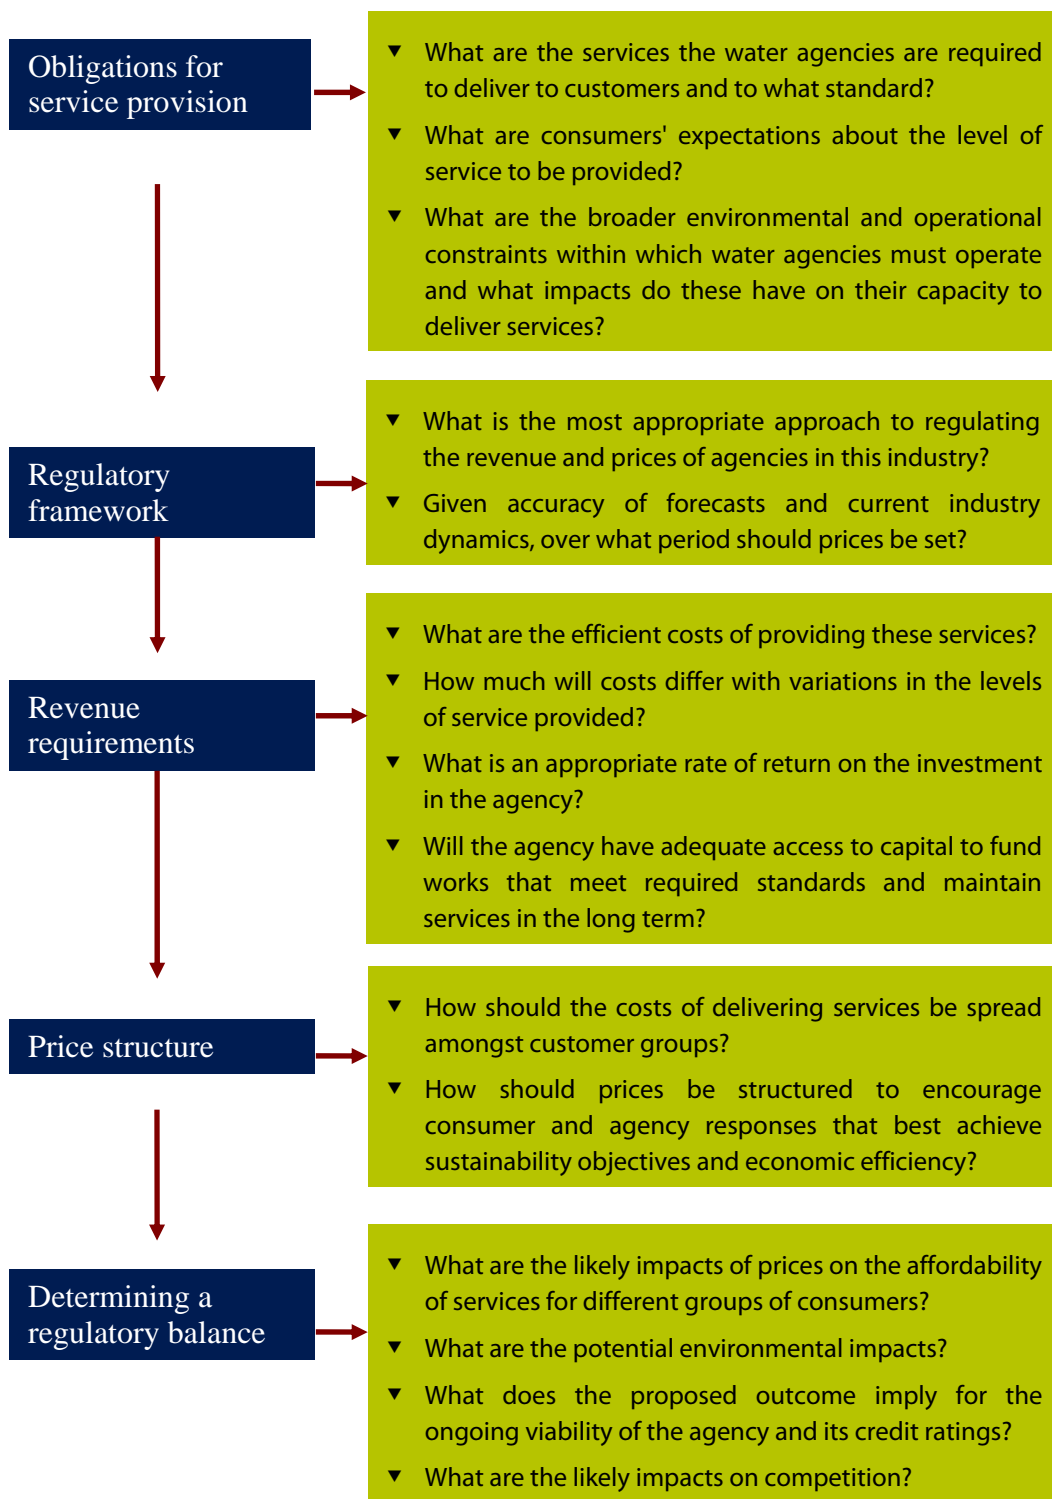 Obligations for
service provision
▼ What are the services the water agencies are required
to deliver to customers and to what standard?
▼ What are consumers' expectations about the level of
service to be provided?
▼ What are the broader environmental and operational
constraints within which water agencies must operate
and what impacts do these have on their capacity to
deliver services?
Regulatory
framework
▼ What is the most appropriate approach to regulating
the revenue and prices of agencies in this industry?
▼ Given accuracy of forecasts and current industry
dynamics, over what period should prices be set?
Revenue
requirements
▼ What are the efficient costs of providing these services?
▼ How much will costs differ with variations in the levels
of service provided?
▼ What is an appropriate rate of return on the investment
in the agency?
▼ Will the agency have adequate access to capital to fund
works that meet required standards and maintain
services in the long term?
Price structure
▼ How should the costs of delivering services be spread
amongst customer groups?
▼ How should prices be structured to encourage
consumer and agency responses that best achieve
sustainability objectives and economic efficiency?
Determining a
regulatory balance
▼ What are the likely impacts of prices on the affordability
of services for different groups of consumers?
▼ What are the potential environmental impacts?
▼ What does the proposed outcome imply for the
ongoing viability of the agency and its credit ratings?
▼ What are the likely impacts on competition?